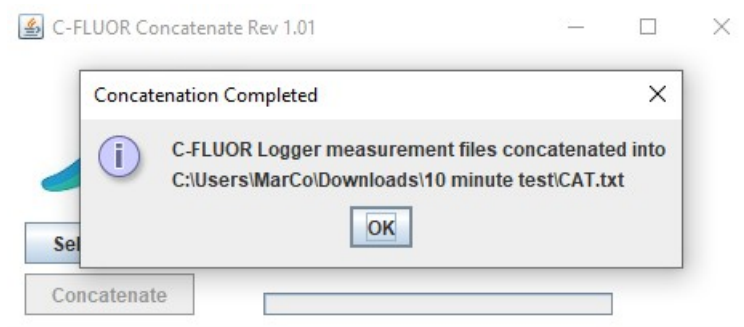 C-FLUOR Concatenate Rev 1.01
Concatenation Completed
C-FLUOR Logger measurement files concatenated into
C:\Users\MarCo\Downloads\10 minute test\CAT.txt
OK
Concatenate